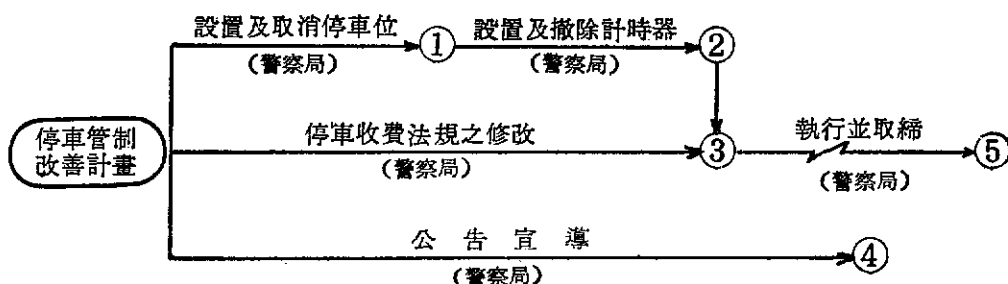 設置及取消停車位
(警察局)
①
設置及撤除計時器
(警察局)
②
停車管制
改善計畫
停車收費法規之修改
(警察局)
③
執行並取締
(警察局)
⑤
公告宣導
(警察局)
④